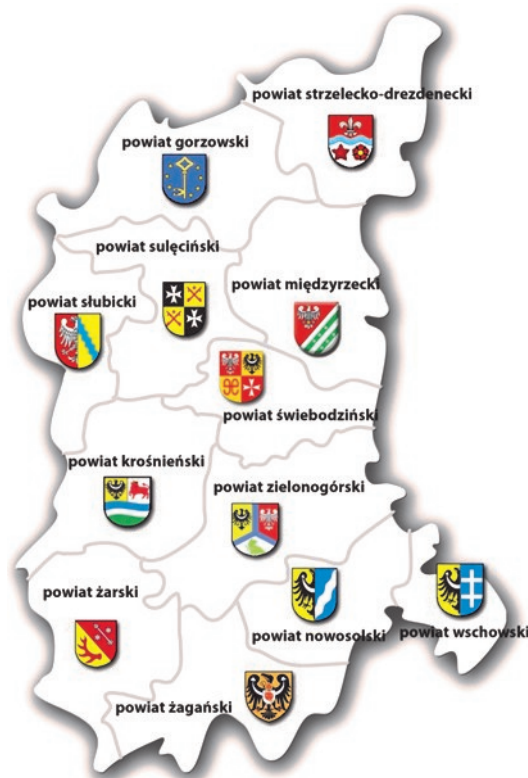 powiat strzelecko-drezdenecki
powiat gorzowski
powiat sulęciński
powiat międzyrzecki
powiat słubicki
powiat świebodziński
powiat krośnieński
powiat zielonogórski
powiat żarski
powiat nowosolski
powiat wschowski
powiat żagański